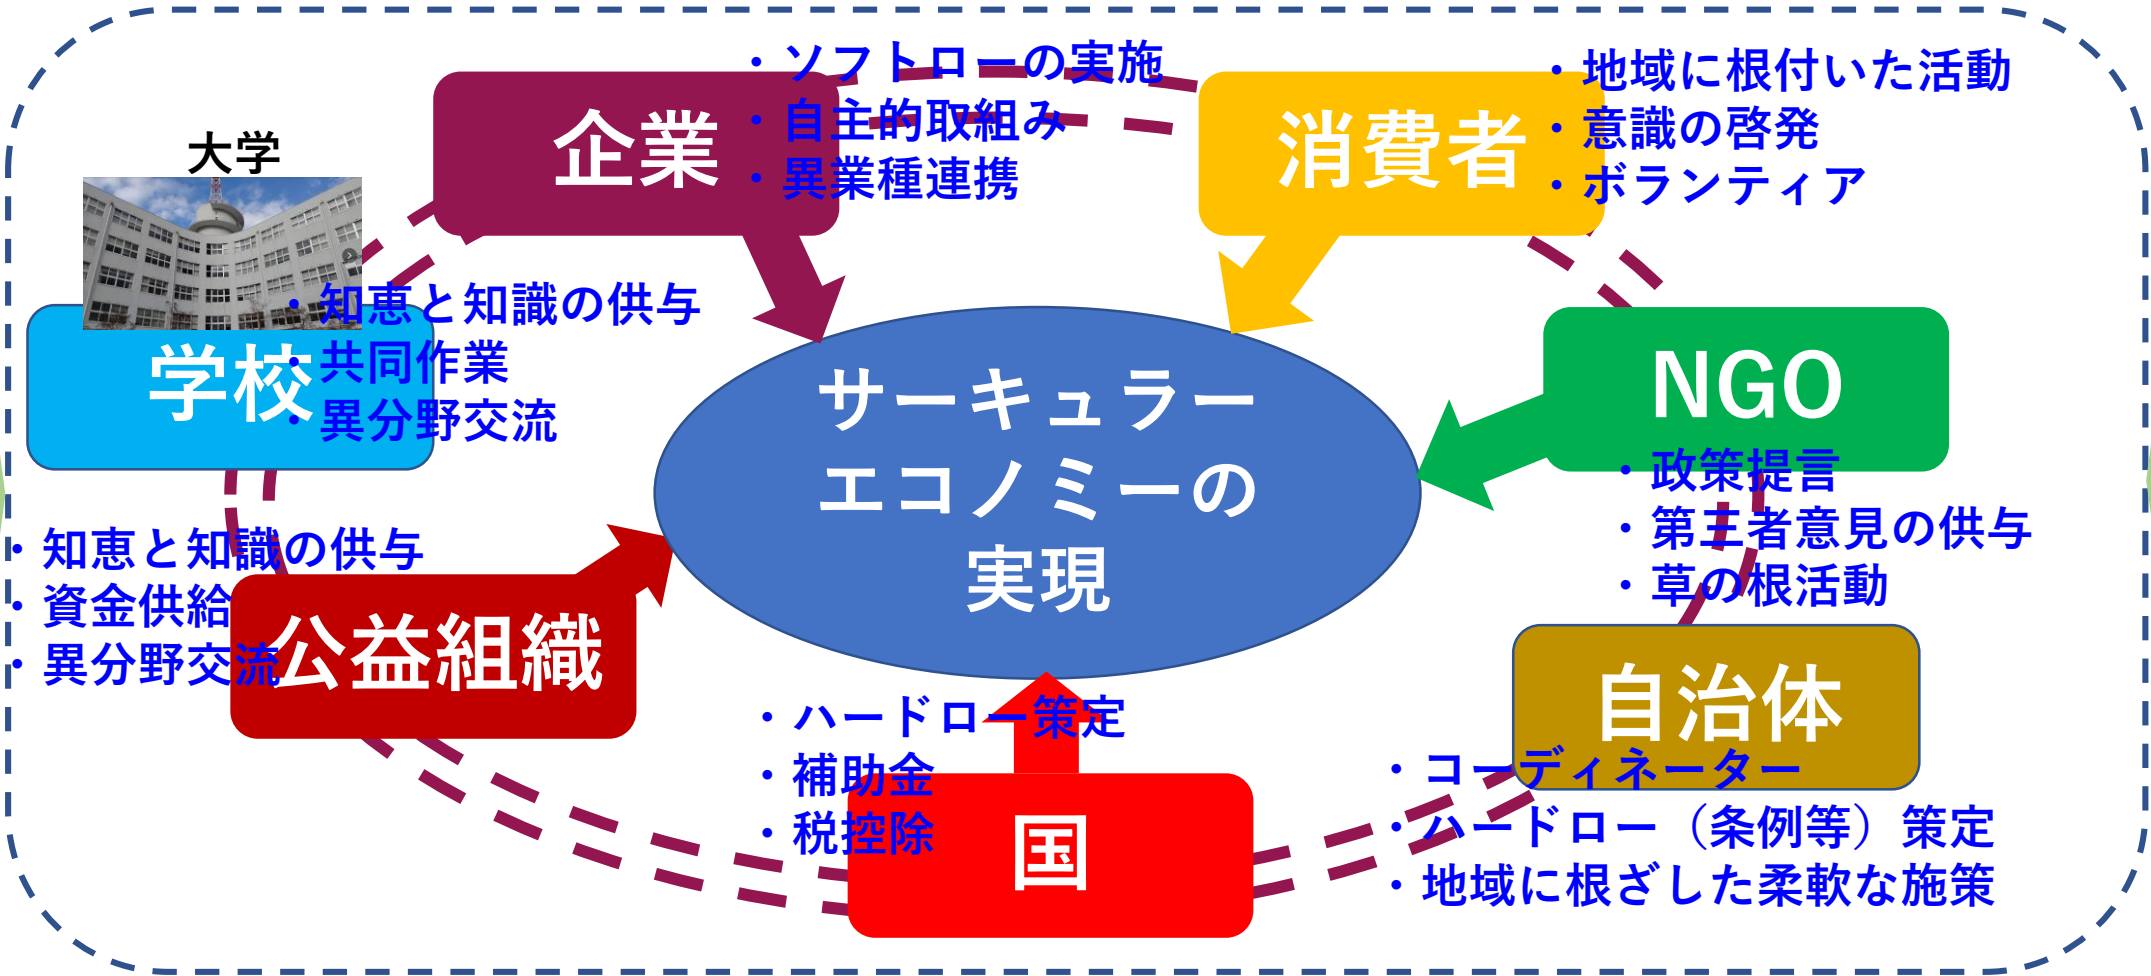 大学
企業
・ソフトローの実施
・自主的取組み
・異業種連携
消費者
・地域に根付いた活動
・意識の啓発
・ボランティア
学校
・知恵と知識の供与
・共同作業
・異分野交流
サーキュラー
エコノミーの
実現
NGO
・政策提言
・第三者意見の供与
・草の根活動
・知恵と知識の供与
・資金供給
・異分野交流
公益組織
・ハードロー策定
・補助金
・税控除
国
自治体
・コーディネーター
・ハードロー（条例等）策定
・地域に根ざした柔軟な施策